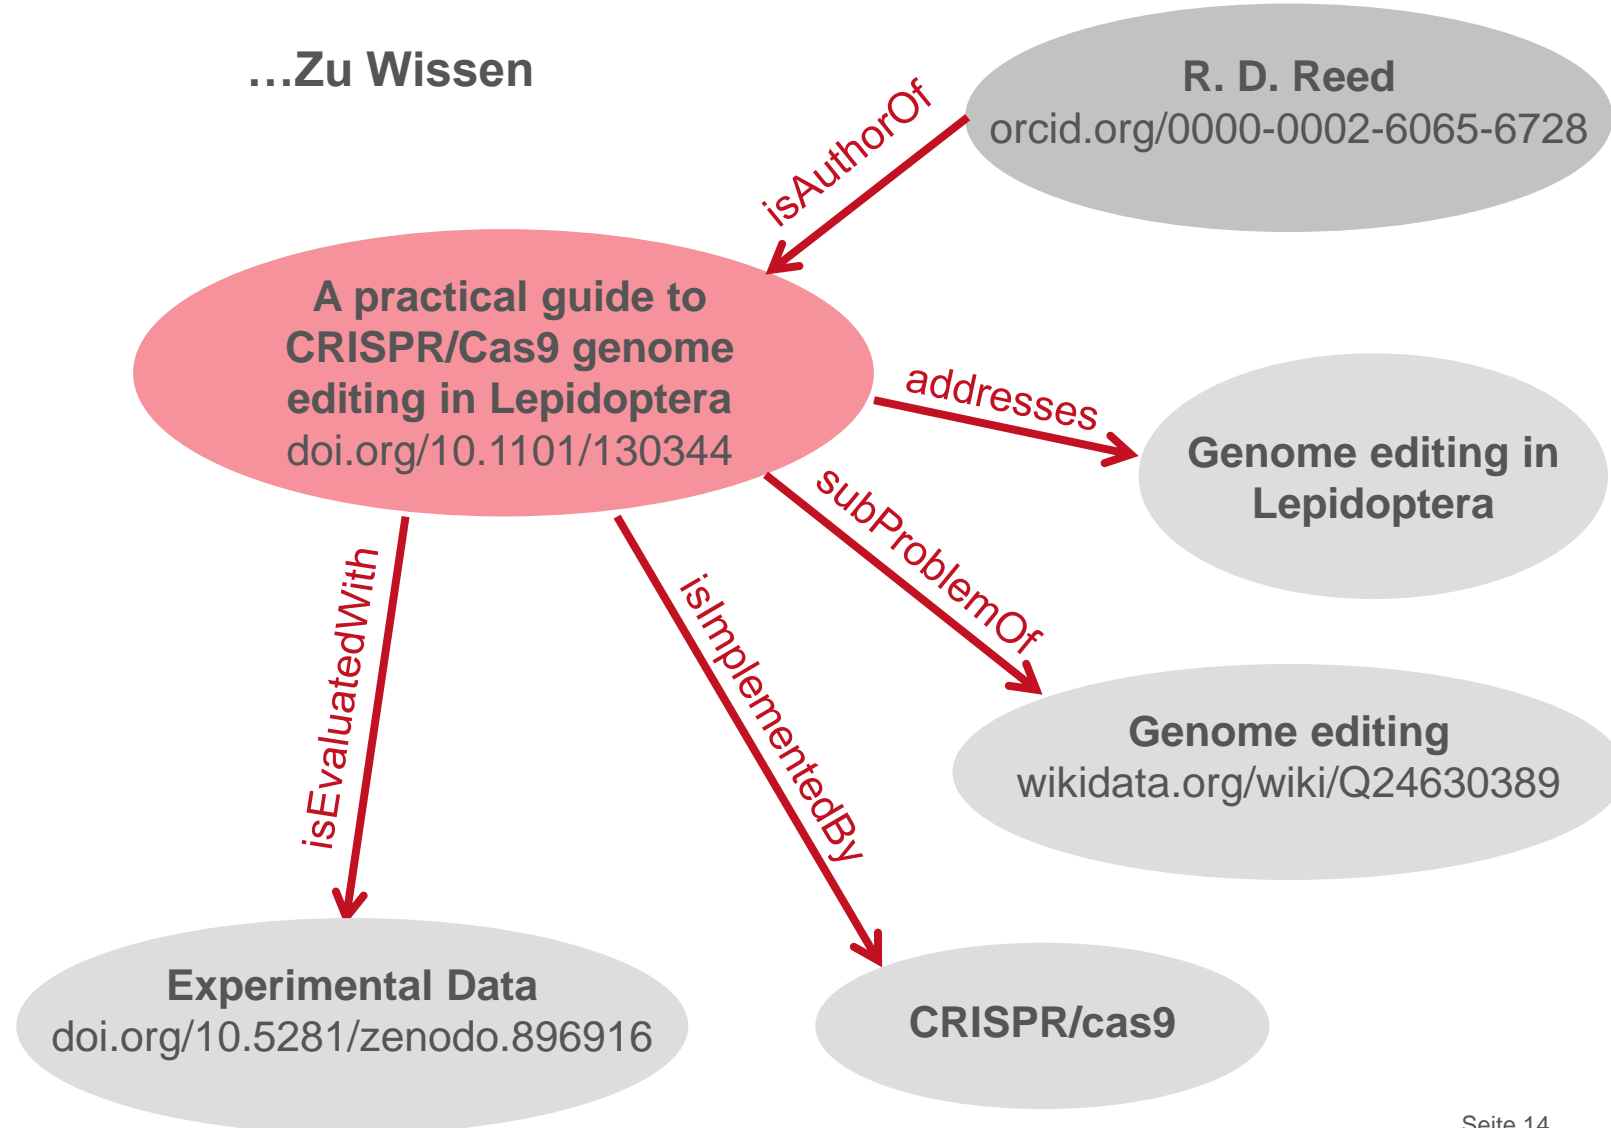 …Zu Wissen
R. D. Reed
orcid.org/0000-0002-6065-6728
isAuthorOf
A practical guide to
CRISPR/Cas9 genome
editing in Lepidoptera
doi.org/10.1101/130344
addresses
Genome editing in
Lepidoptera
subProblemOf
Genome editing
wikidata.org/wiki/Q24630389
isImplementedBy
isEvaluatedWith
Experimental Data
doi.org/10.5281/zenodo.896916
CRISPR/cas9
Seite 14